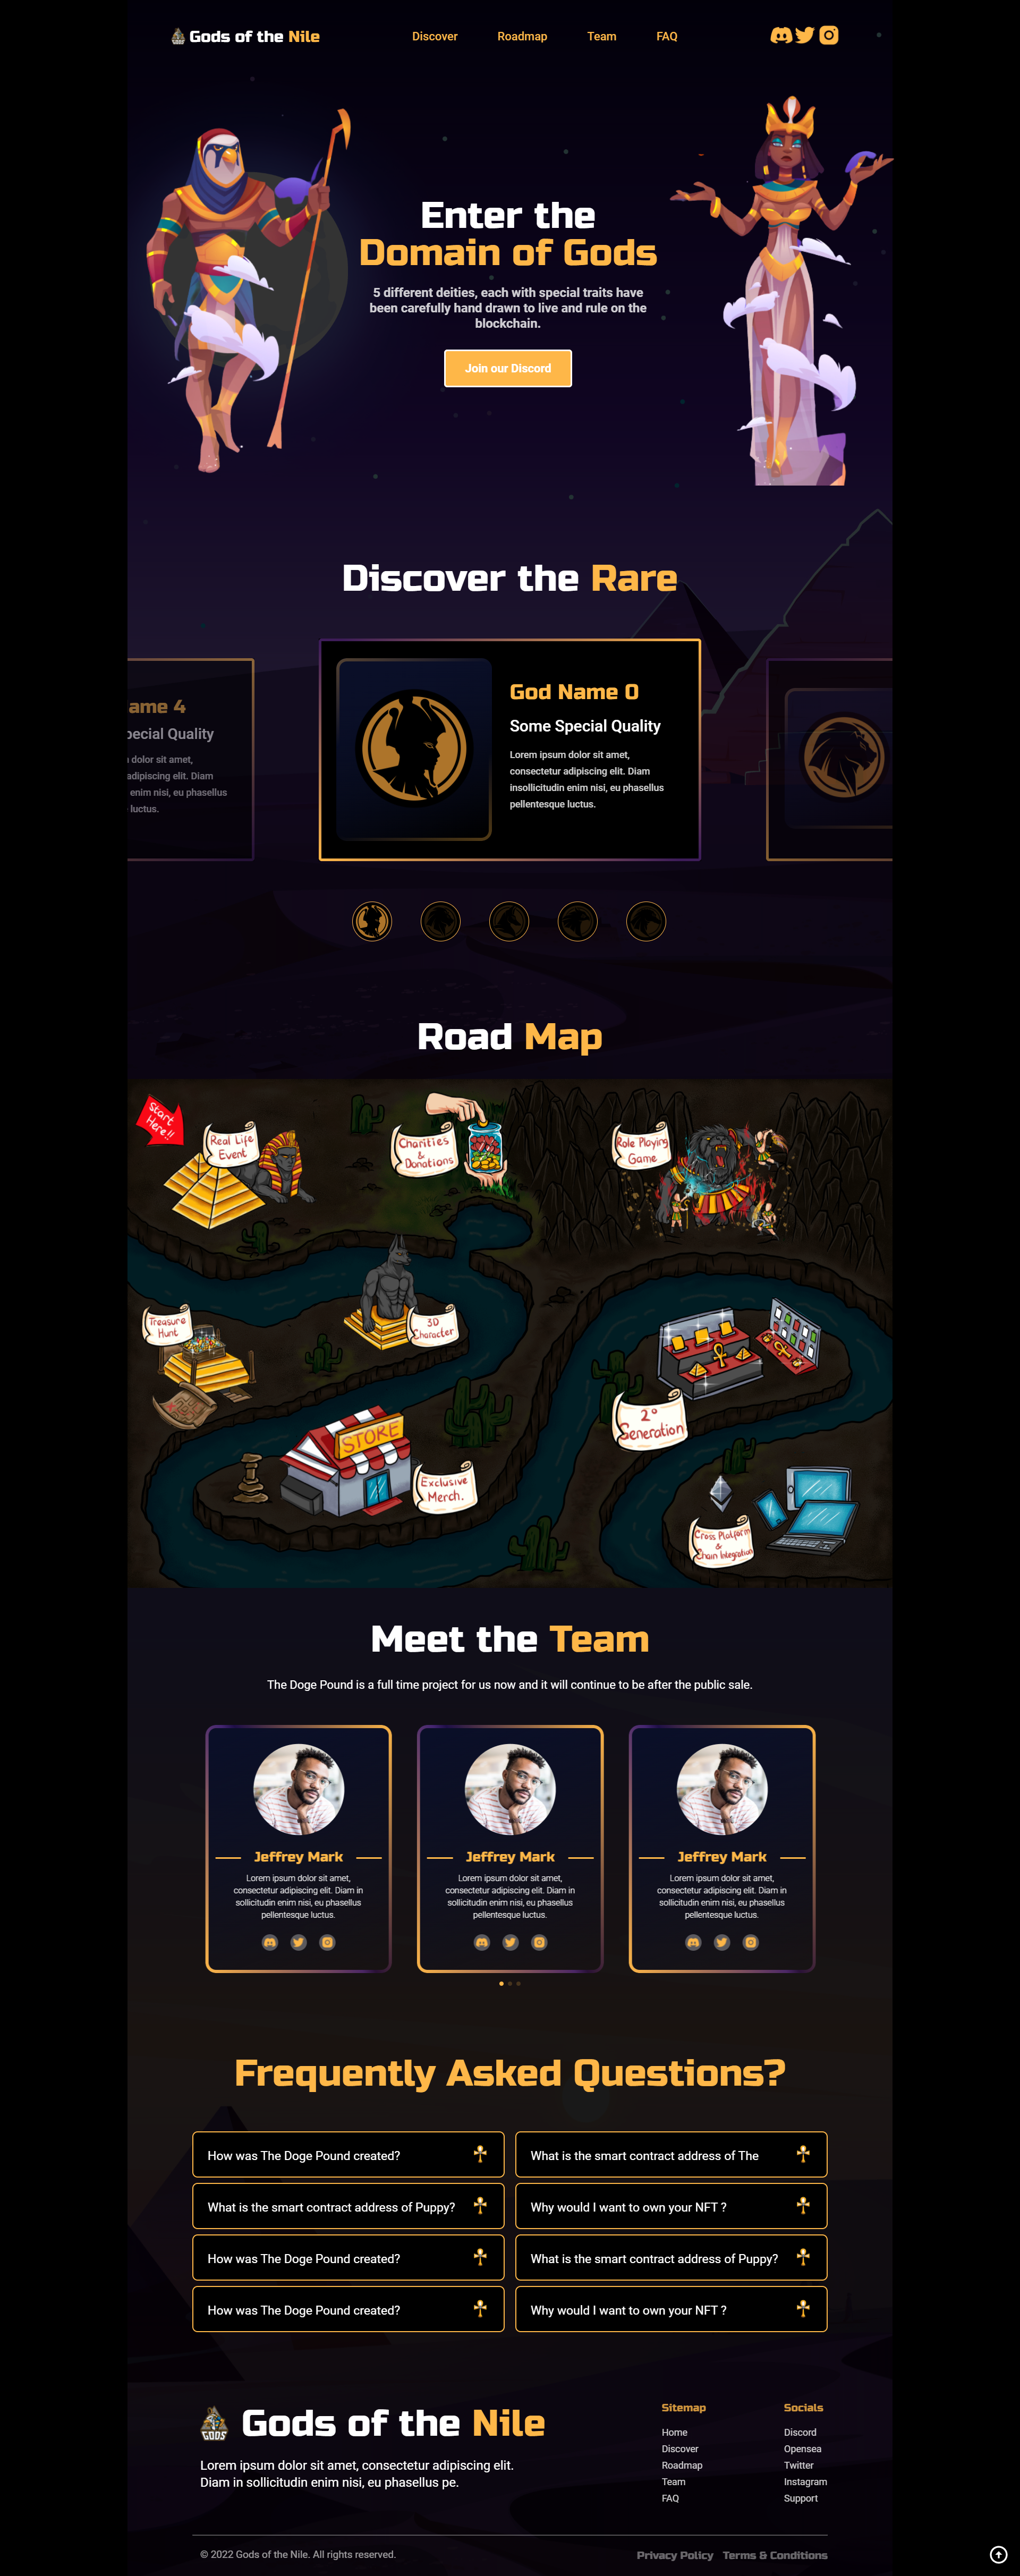 Gods of the Nile
Discover
Roadmap
Team
FAQ
Enter the
Domain of Gods
5 different deities, each with special traits have
been carefully hand drawn to live and rule on the
blockchain.
Join our Discord
Discover the Rare
ame 4
pecial Quality
dolor sit amet,
adipiscing elit. Diam
enim nisi, eu phasellus
luctus.
God Name 0
Some Special Quality
Lorem ipsum dolor sit amet,
consectetur adipiscing elit. Diam
insollicitudin enim nisi, eu phasellus
pellentesque luctus.
Road Map
Start
Here!!
Real Life
Event
Charities
&
Donations
Role Playing
Game
Treasure
Hunt
3D
Character
2°
Generation
STORE
Exclusive
Merch.
Cross Platform
&
Chain Integration
Meet the Team
The Doge Pound is a full time project for us now and it will continue to be after the public sale.
Jeffrey Mark
Lorem ipsum dolor sit amet,
consectetur adipiscing elit. Diam in
sollicitudin enim nisi, eu phasellus
pellentesque luctus.
Jeffrey Mark
Lorem ipsum dolor sit amet,
consectetur adipiscing elit. Diam in
sollicitudin enim nisi, eu phasellus
pellentesque luctus.
Jeffrey Mark
Lorem ipsum dolor sit amet,
consectetur adipiscing elit. Diam in
sollicitudin enim nisi, eu phasellus
pellentesque luctus.
Frequently Asked Questions?
How was The Doge Pound created?
What is the smart contract address of The
What is the smart contract address of Puppy?
Why would I want to own your NFT ?
How was The Doge Pound created?
What is the smart contract address of Puppy?
How was The Doge Pound created?
Why would I want to own your NFT ?
GODS
Gods of the Nile
Lorem ipsum dolor sit amet, consectetur adipiscing elit.
Diam in sollicitudin enim nisi, eu phasellus pe.
Sitemap
Home
Discover
Roadmap
Team
FAQ
Socials
Discord
Opensea
Twitter
Instagram
Support
© 2022 Gods of the Nile. All rights reserved.
Privacy Policy
Terms & Conditions